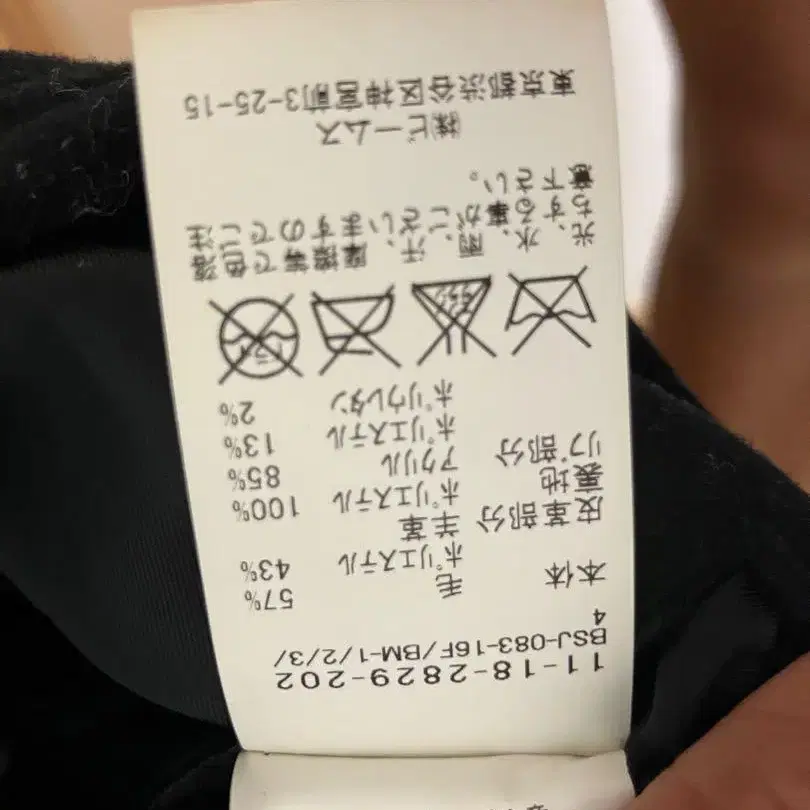 11-18-2829-202
BSJ-083-16F/BM-1/2/3/
4
本体 毛 57%
ポリエステル 43%
皮革部分 羊革
裏地 ポリエステル 100%
リブ部分 アクリル 85%
ポリエステル 13%
ポリウレタン 2%
ドライ
光、水、雨、汗、摩擦等で色落
ちする事がございますのでご注
意下さい。
㈱ビームス
東京都渋谷区神宮前3-25-15